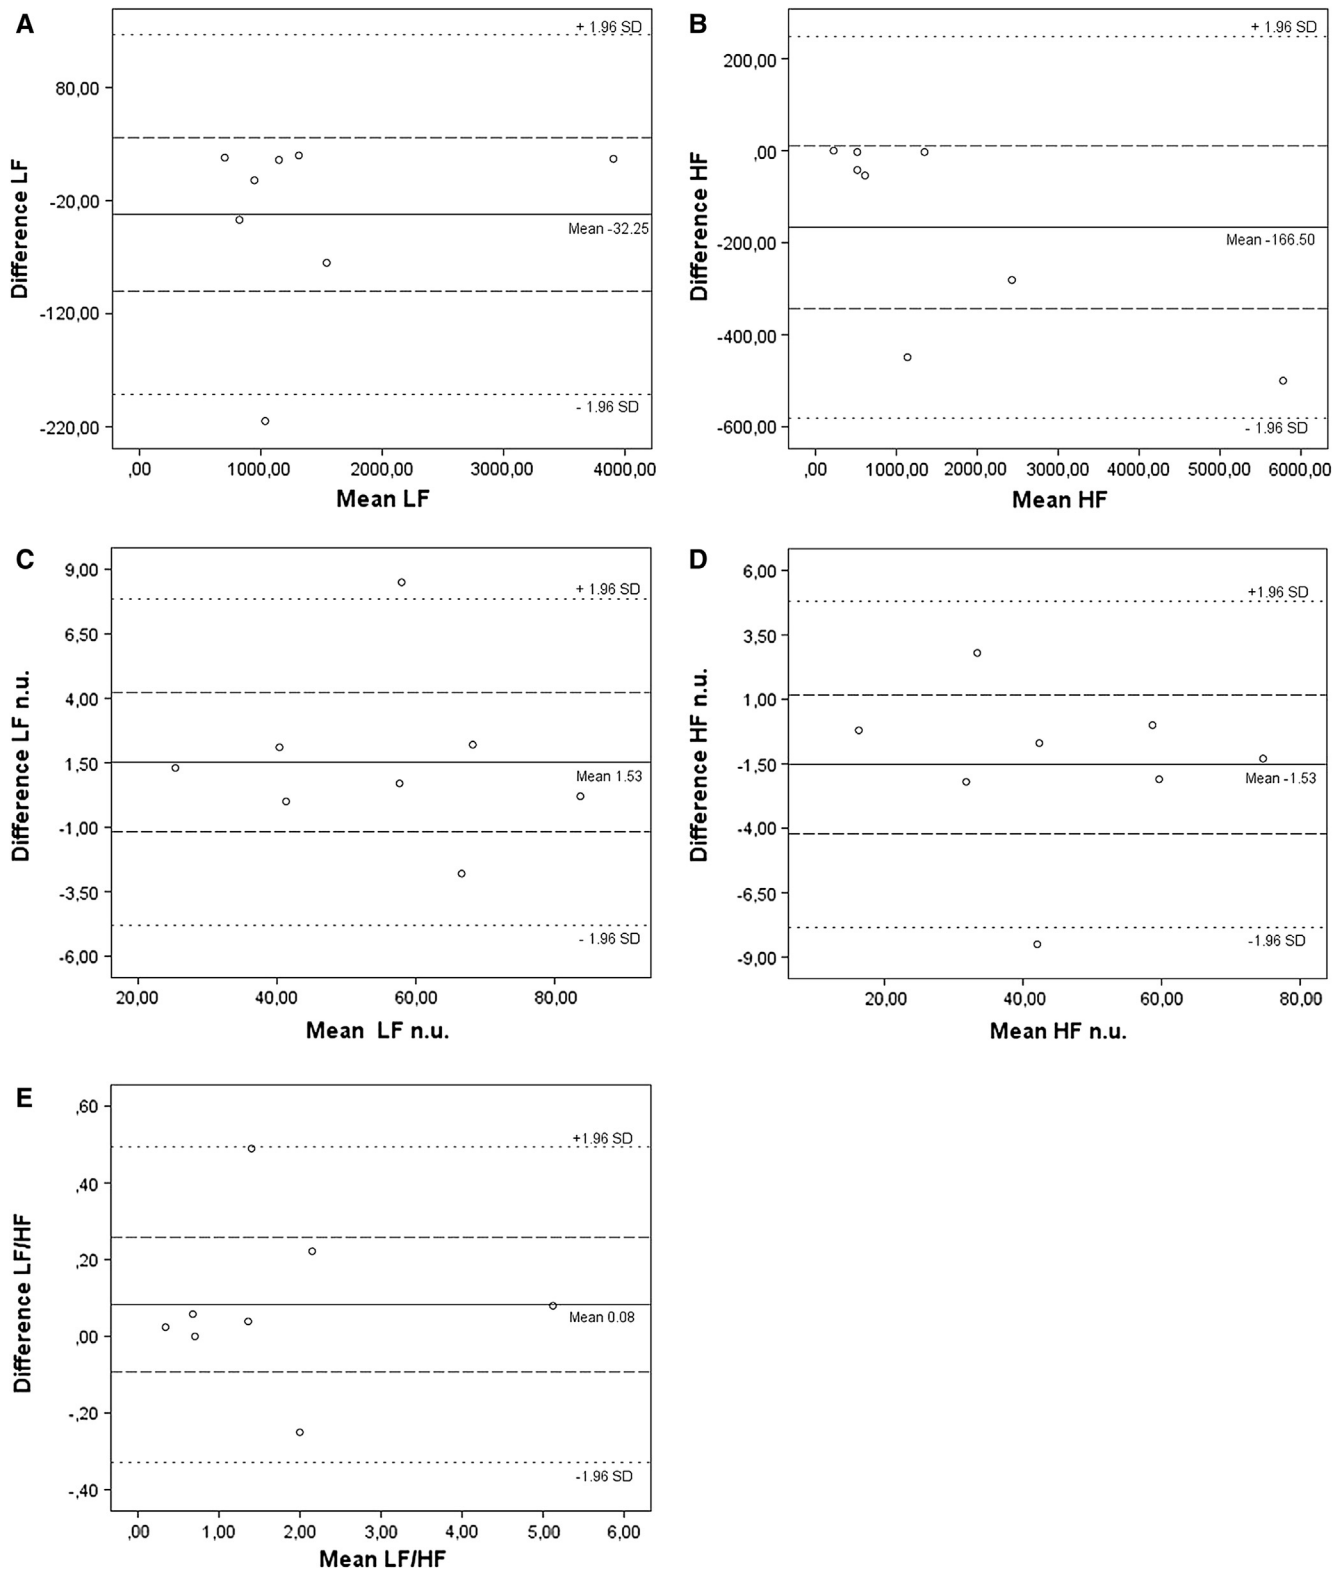 A
+ 1.96 SD
80,00
-20,00
-120,00
-220,00
Difference LF
Mean -32.25
- 1.96 SD
,00 1000,00 2000,00 3000,00 4000,00
Mean LF
B
+ 1.96 SD
200,00
,00
-200,00
-400,00
-600,00
Difference HF
Mean -166.50
- 1.96 SD
,00 1000,00 2000,00 3000,00 4000,00 5000,00 6000,00
Mean HF
C
9,00
6,50
4,00
1,50
-1,00
-3,50
-6,00
Difference LF n.u.
+ 1.96 SD
Mean 1.53
- 1.96 SD
20,00 40,00 60,00 80,00
Mean LF n.u.
D
6,00
3,50
1,00
-1,50
-4,00
-6,50
-9,00
Difference HF n.u.
+1.96 SD
Mean -1.53
-1.96 SD
20,00 40,00 60,00 80,00
Mean HF n.u.
E
,60
,40
,20
,00
-,20
-,40
Difference LF/HF
+1.96 SD
Mean 0.08
-1.96 SD
,00 1,00 2,00 3,00 4,00 5,00 6,00
Mean LF/HF